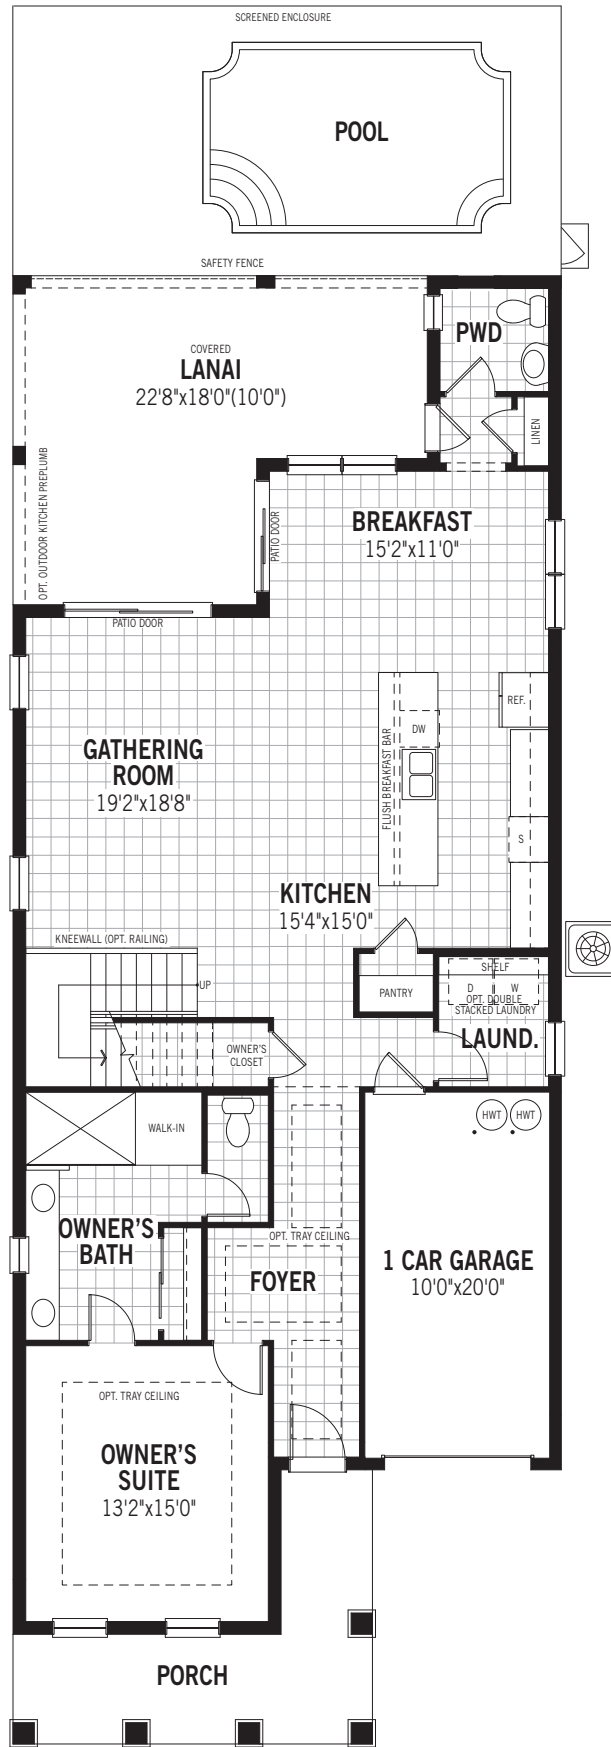 SCREENED ENCLOSURE
POOL
SAFETY FENCE
PWD
COVERED
LANAI
22'8"x18'0"(10'0")
LINEN
OPT. OUTDOOR KITCHEN PREPLUMB
PATIO DOOR
BREAKFAST
15'2"x11'0"
PATIO DOOR
REF.
DW
FLUSH BREAKFAST BAR
GATHERING
ROOM
19'2"x18'8"
S
KITCHEN
15'4"x15'0"
KNEEWALL (OPT. RAILING)
UP
PANTRY
SHELF
D W
OPT. DOUBLE
STACKED LAUNDRY
LAUND.
OWNER'S
CLOSET
WALK-IN
HWT HWT
OWNER'S
BATH
OPT. TRAY CEILING
FOYER
1 CAR GARAGE
10'0"x20'0"
OPT. TRAY CEILING
OWNER'S
SUITE
13'2"x15'0"
PORCH